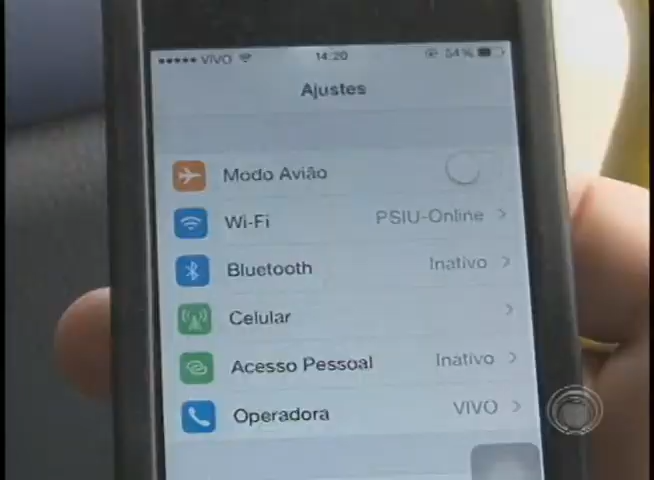 VIVO 14:20 54%
Ajustes
Modo Avião
Wi-Fi PSIU-Online
Bluetooth Inativo
Celular
Acesso Pessoal Inativo
Operadora VIVO